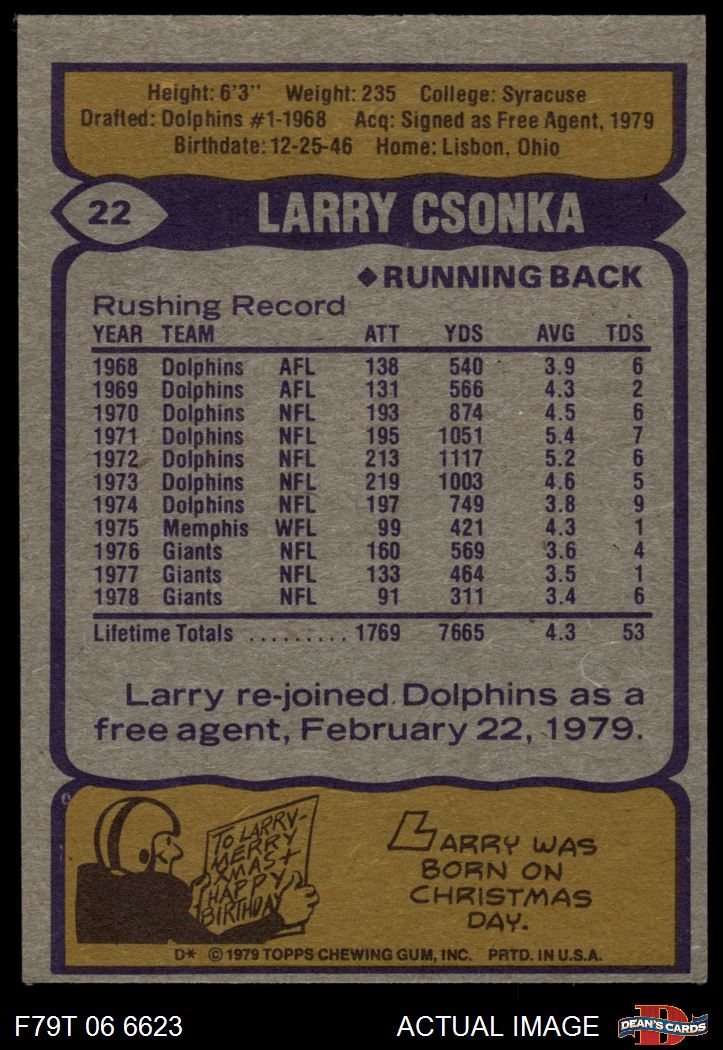 Height: 6'3" Weight: 235 College: Syracuse
Drafted: Dolphins #1-1968 Acq: Signed as Free Agent, 1979
Birthdate: 12-25-46 Home: Lisbon, Ohio
22 LARRY CSONKA
◆RUNNING BACK
Rushing Record
YEAR TEAM ATT YDS AVG TDS
1968 Dolphins AFL 138 540 3.9 6
1969 Dolphins AFL 131 566 4.3 2
1970 Dolphins NFL 193 874 4.5 6
1971 Dolphins NFL 195 1051 5.4 7
1972 Dolphins NFL 213 1117 5.2 6
1973 Dolphins NFL 219 1003 4.6 5
1974 Dolphins NFL 197 749 3.8 9
1975 Memphis WFL 99 421 4.3 1
1976 Giants NFL 160 569 3.6 4
1977 Giants NFL 133 464 3.5 1
1978 Giants NFL 91 311 3.4 6
Lifetime Totals ......... 1769 7665 4.3 53
Larry re-joined Dolphins as a
free agent, February 22, 1979.
TO LARRY-
MERRY
XMAS +
HAPPY
BIRTHDAY
LARRY WAS
BORN ON
CHRISTMAS
DAY.
D* © 1979 TOPPS CHEWING GUM, INC. PRTD. IN U.S.A.
F79T 06 6623 ACTUAL IMAGE DEAN'S CARDS